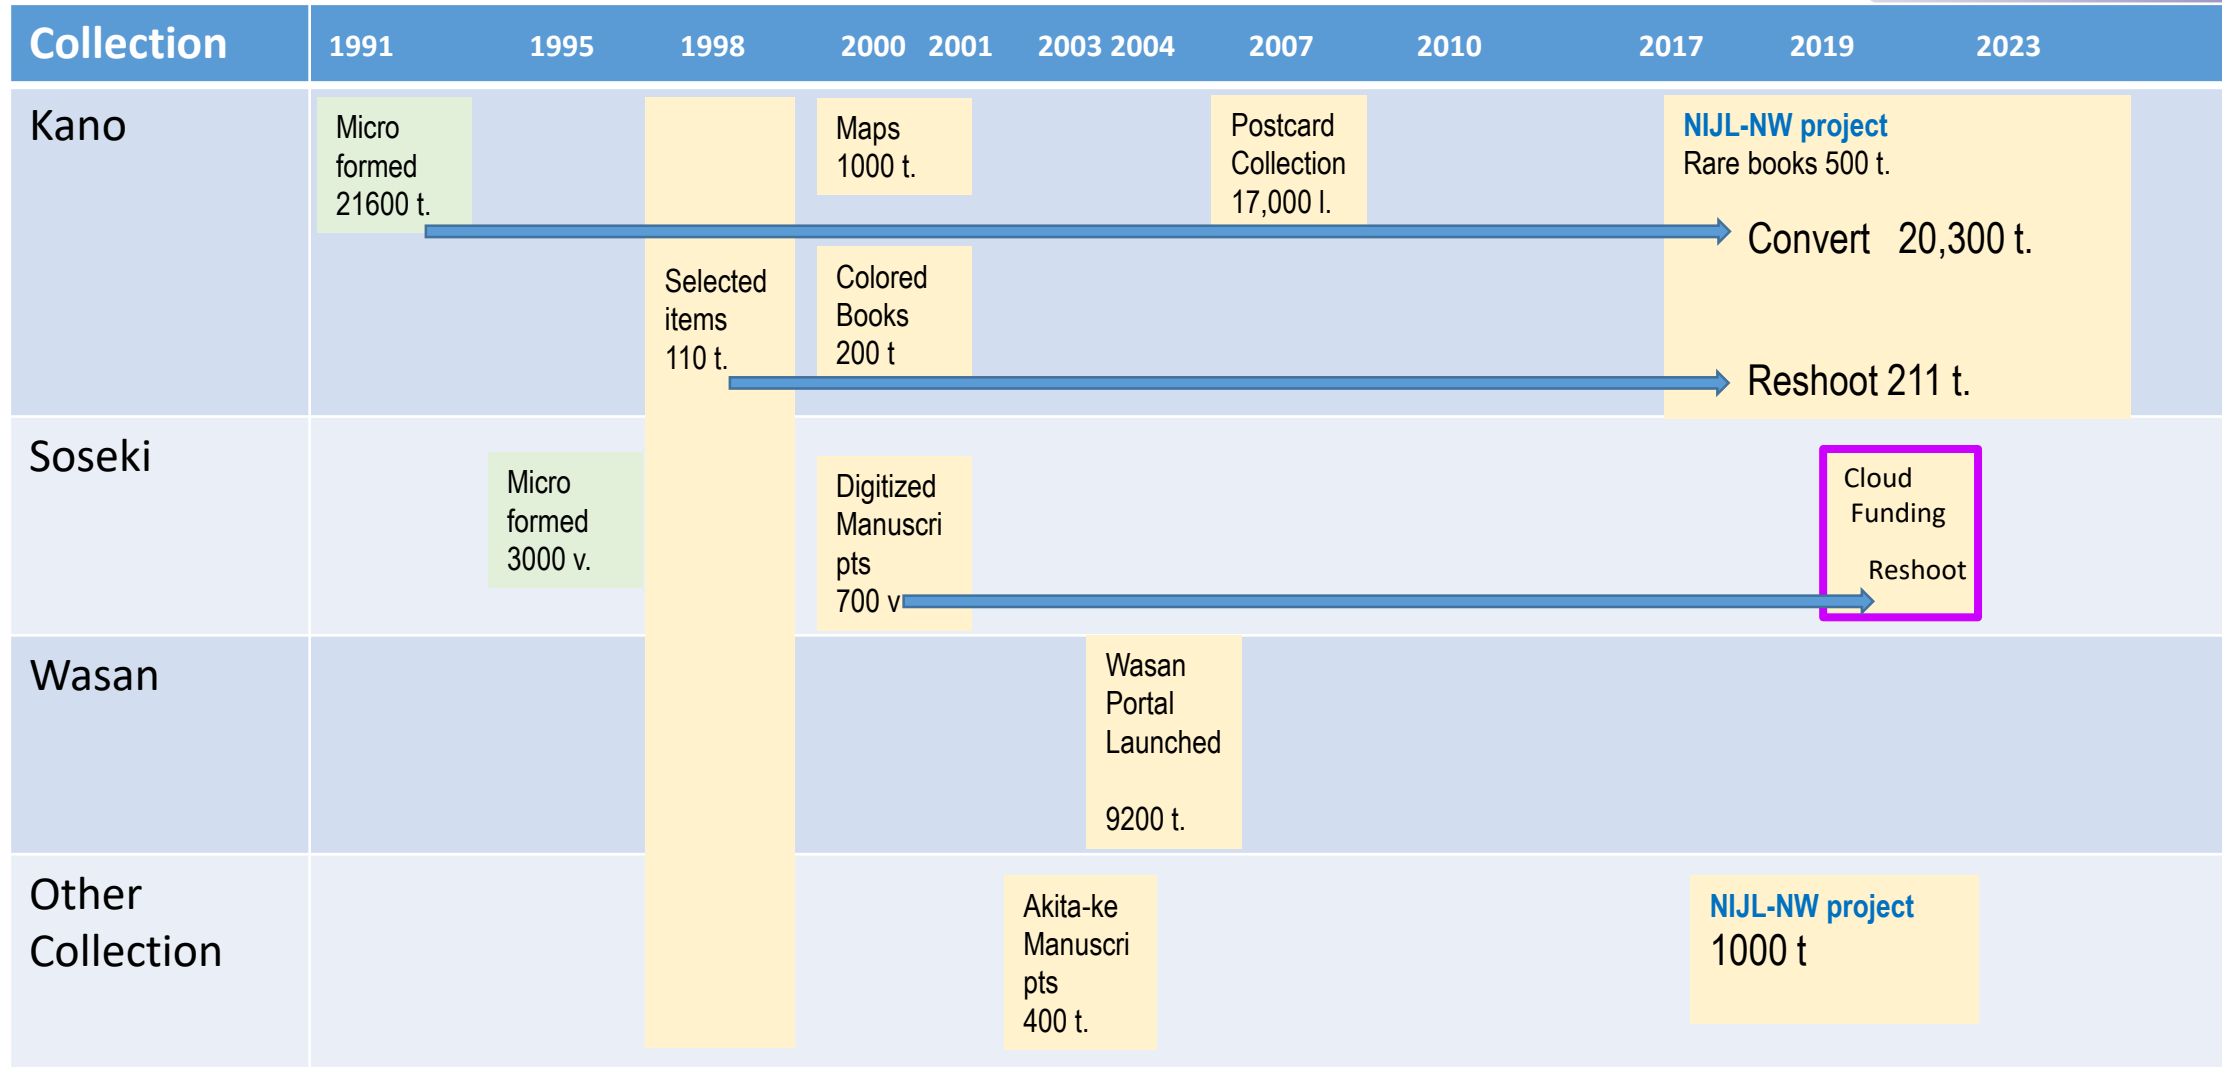 Collection 1991 1995 1998 2000 2001 2003 2004 2007 2010 2017 2019 2023
Kano
Micro
formed
21600 t.
Selected
items
110 t.
Maps
1000 t.
Colored
Books
200 t
Postcard
Collection
17,000 l.
NIJL-NW project
Rare books 500 t.
Convert 20,300 t.
Reshoot 211 t.
Soseki
Micro
formed
3000 v.
Digitized
Manuscri
pts
700 v
Cloud
Funding
Reshoot
Wasan
Wasan
Portal
Launched
9200 t.
Other
Collection
Akita-ke
Manuscri
pts
400 t.
NIJL-NW project
1000 t